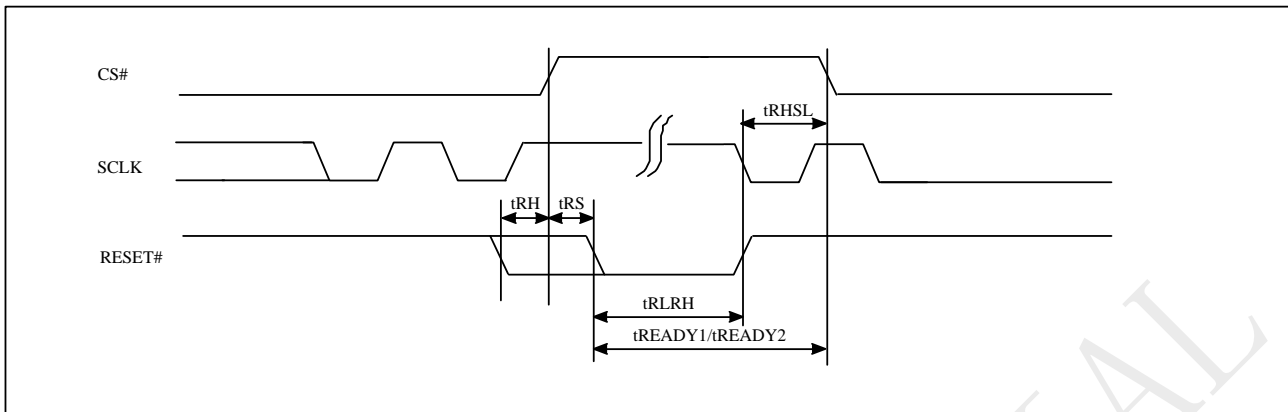 CS#
tRHSL
SCLK
tRH
tRS
RESET#
tRLRH
tREADY1/tREADY2